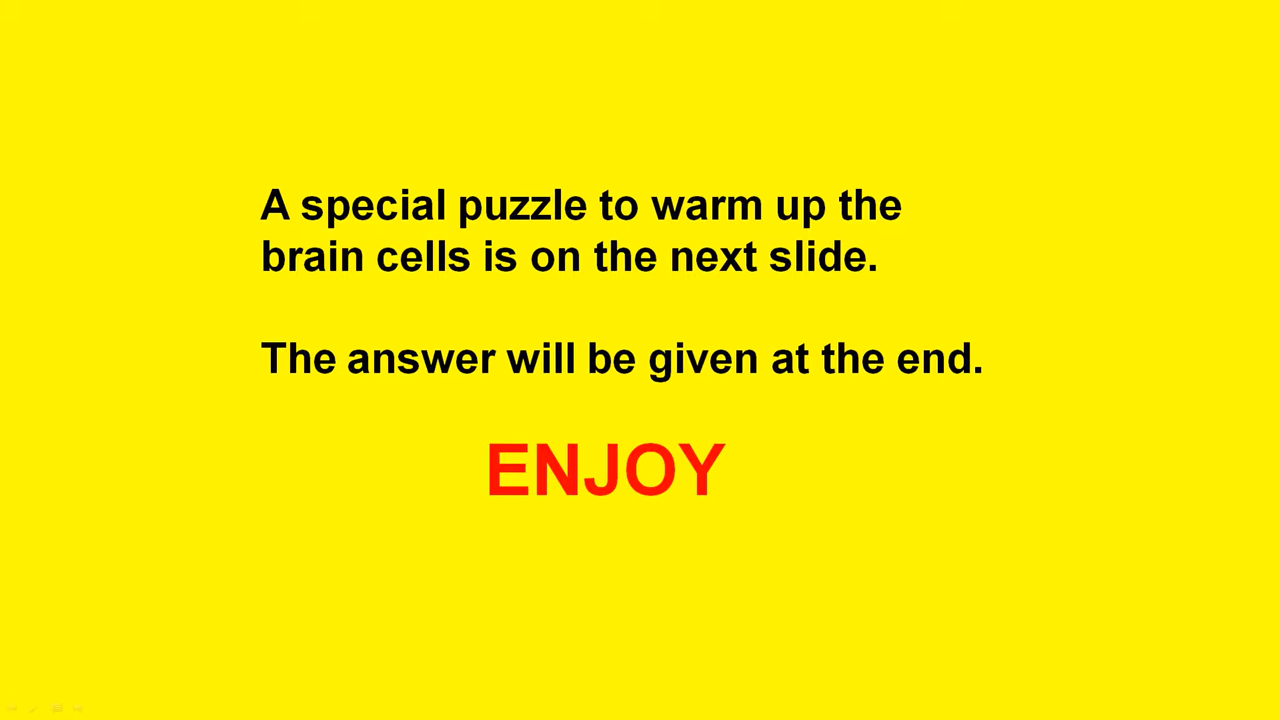 A special puzzle to warm up the
brain cells is on the next slide.
The answer will be given at the end.
ENJOY